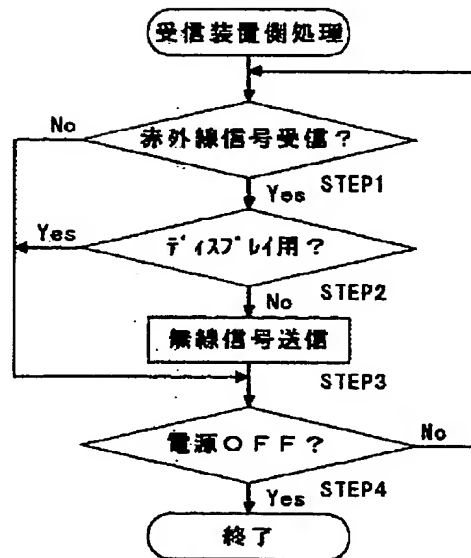 受信装置側処理
No
赤外線信号受信?
Yes
STEP1
Yes
ディスプレイ用?
No
STEP2
無線信号送信
STEP3
電源OFF?
No
Yes
STEP4
終了